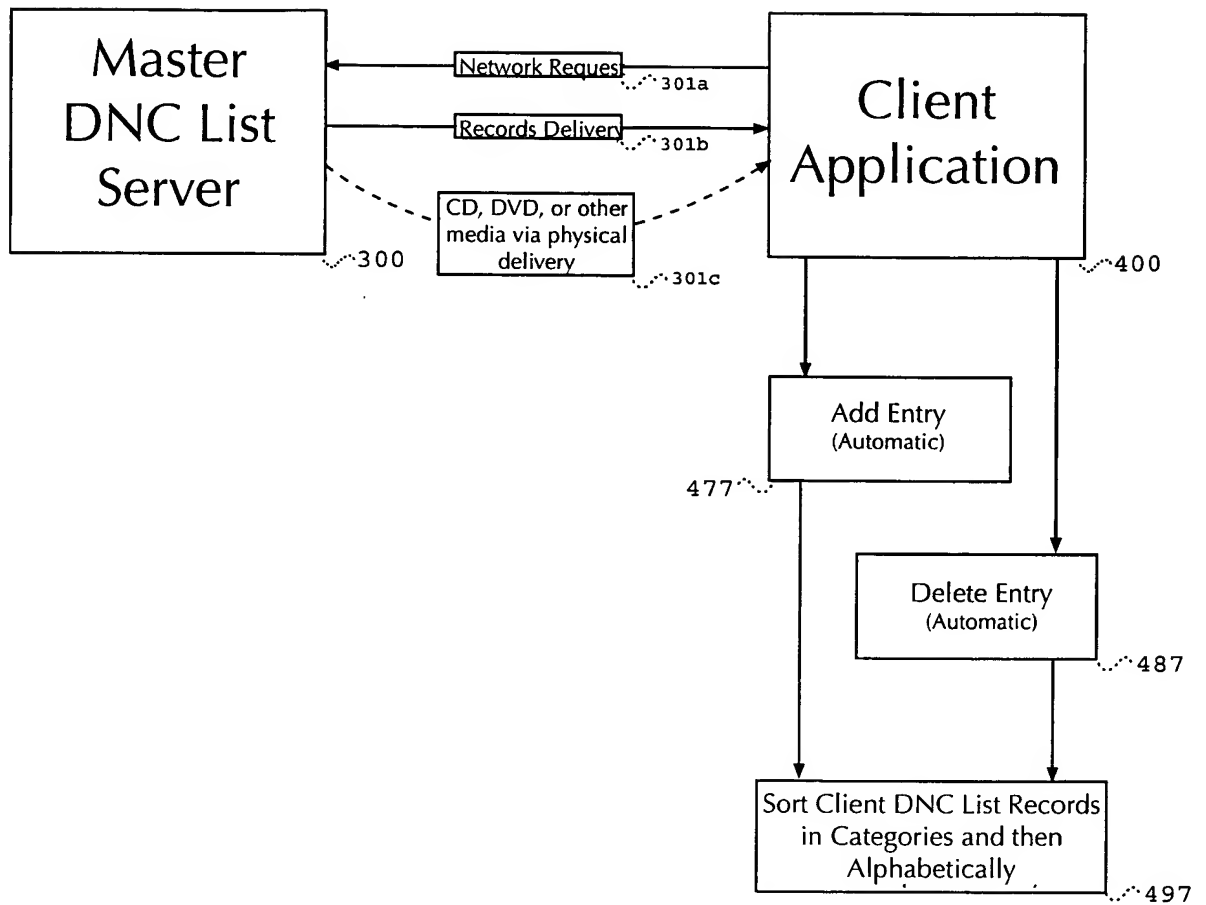 Master
DNC List
Server
300
Network Request
301a
Records Delivery
301b
CD, DVD, or other
media via physical
delivery
301c
Client
Application
400
Add Entry
(Automatic)
477
Delete Entry
(Automatic)
487
Sort Client DNC List Records
in Categories and then
Alphabetically
497